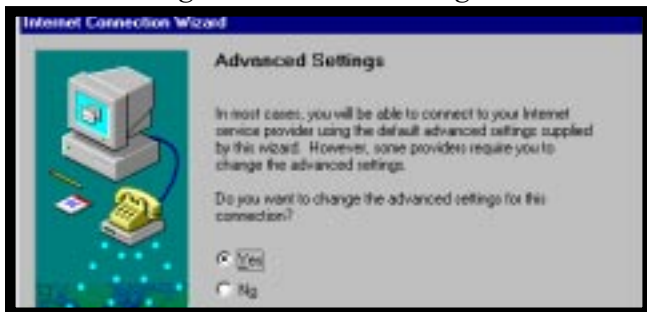 Internet Connection Wizard
Advanced Settings
In most cases, you will be able to connect to your Internet
service provider using the default advanced settings supplied
by this wizard. However, some providers require you to
change the advanced settings.
Do you want to change the advanced settings for this
connection?
Yes
No